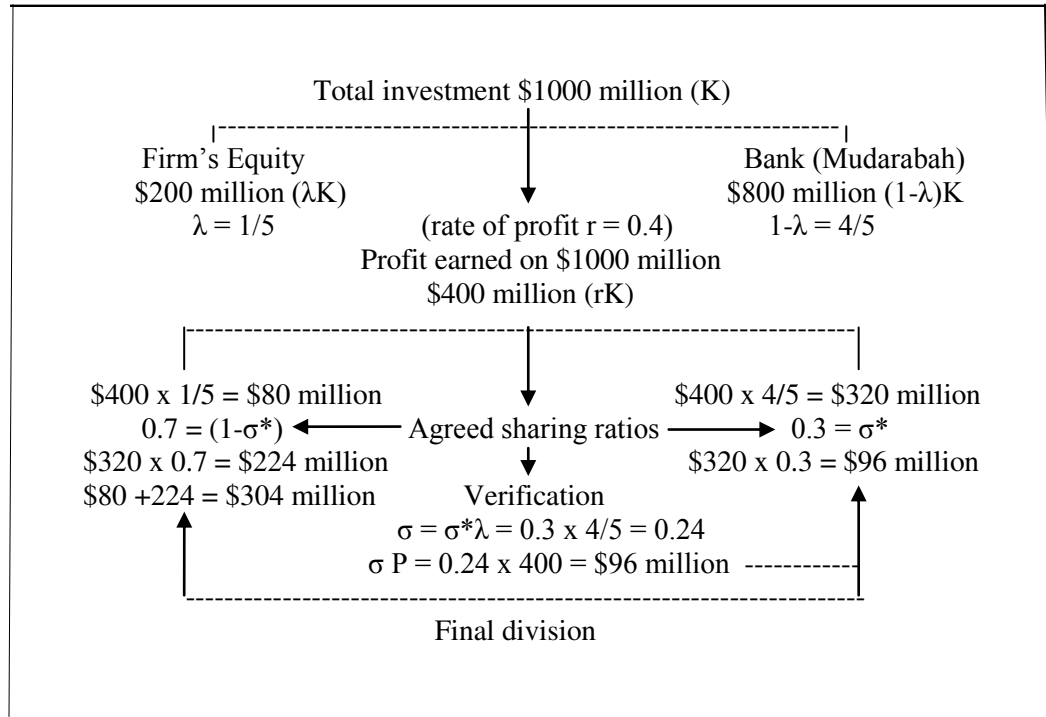 Total investment $1000 million (K)
Firm's Equity
$200 million (λK)
λ = 1/5
Bank (Mudarabah)
$800 million (1-λ)K
1-λ = 4/5
(rate of profit r = 0.4)
Profit earned on $1000 million
$400 million (rK)
$400 x 1/5 = $80 million
0.7 = (1-σ*)
$320 x 0.7 = $224 million
$80 +224 = $304 million
Agreed sharing ratios
$400 x 4/5 = $320 million
0.3 = σ*
$320 x 0.3 = $96 million
Verification
σ = σ*λ = 0.3 x 4/5 = 0.24
σ P = 0.24 x 400 = $96 million
Final division